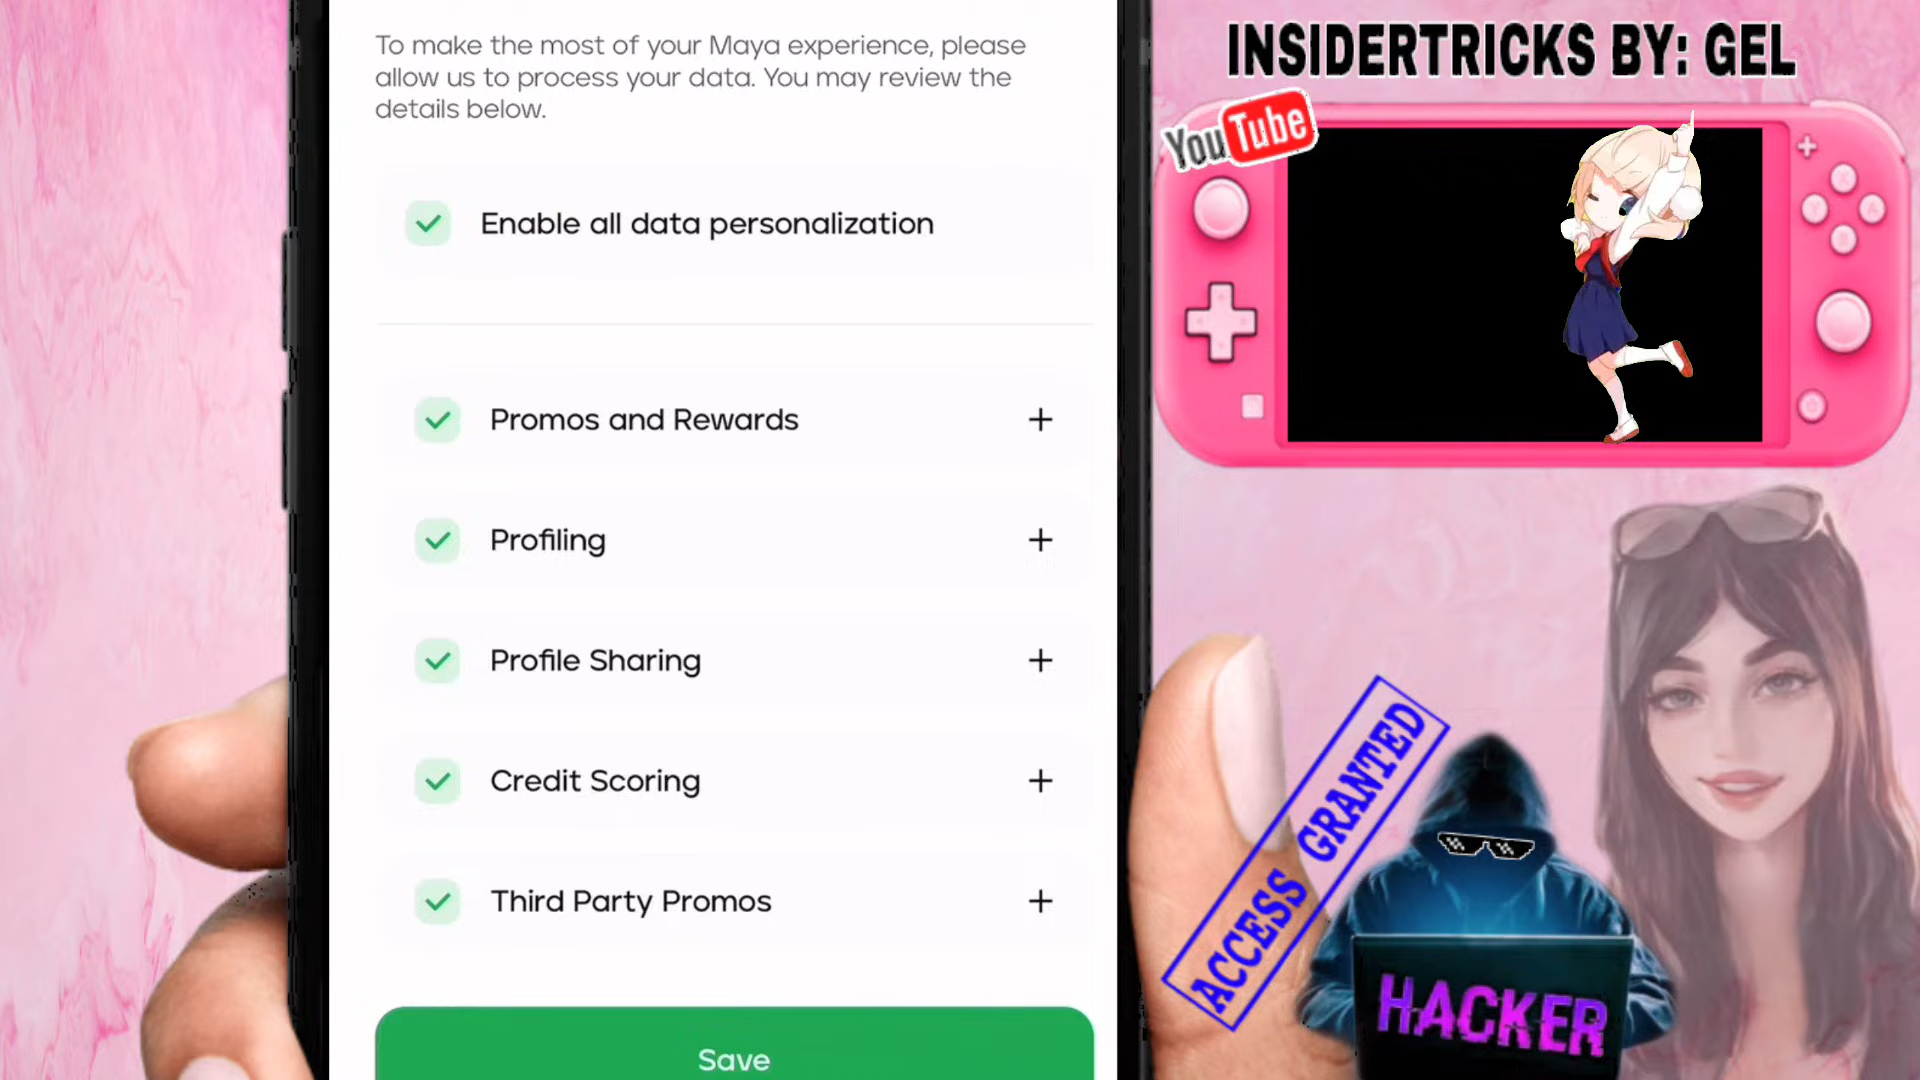 To make the most of your Maya experience, please
allow us to process your data. You may review the
details below.
Enable all data personalization
Promos and Rewards +
Profiling +
Profile Sharing +
Credit Scoring +
Third Party Promos +
Save
INSIDERTRICKS BY: GEL
YouTube
ACCESS GRANTED
HACKER